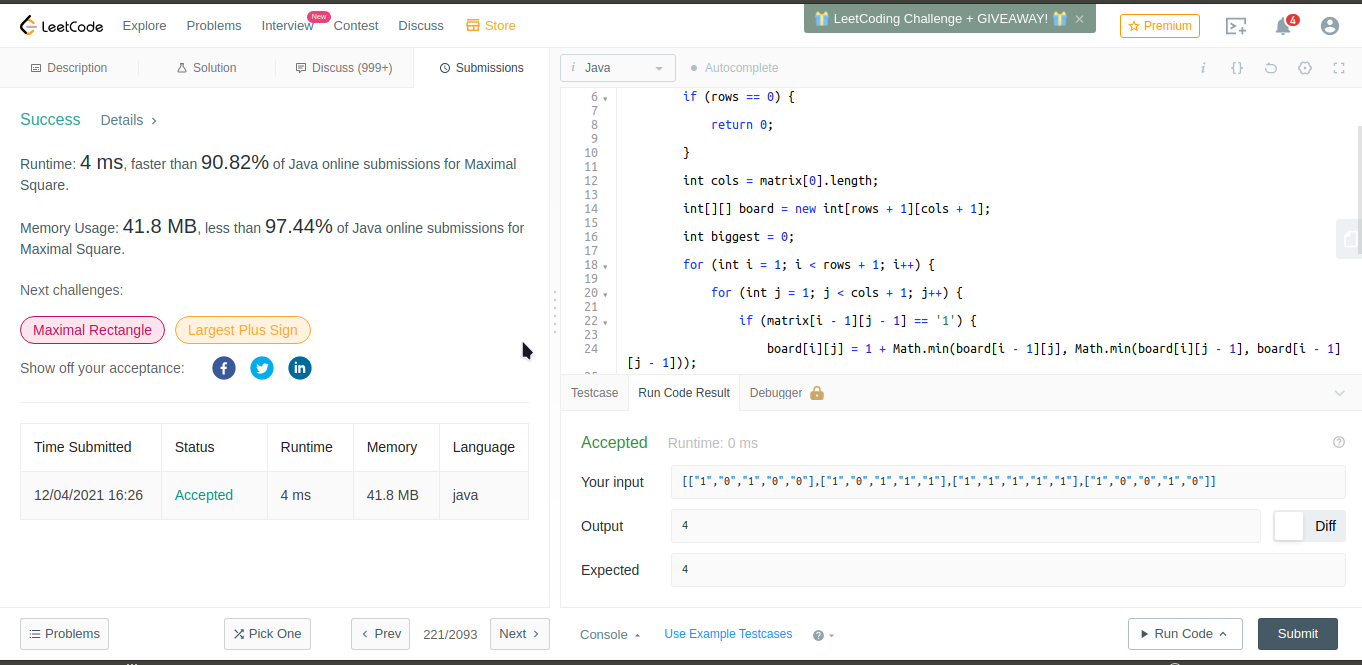 LeetCode Explore Problems Interview New Contest Discuss Store LeetCoding Challenge + GIVEAWAY! × Premium 4
Description Solution Discuss (999+) Submissions
Success Details >
Runtime: 4 ms, faster than 90.82% of Java online submissions for Maximal
Square.
Memory Usage: 41.8 MB, less than 97.44% of Java online submissions for
Maximal Square.
Next challenges:
Maximal Rectangle Largest Plus Sign
Show off your acceptance: f in
Time Submitted Status Runtime Memory Language
12/04/2021 16:26 Accepted 4 ms 41.8 MB java
i Java Autocomplete i {}
6 if (rows == 0) {
7
8 return 0;
9
10 }
11
12 int cols = matrix[0].length;
13
14 int[][] board = new int[rows + 1][cols + 1];
15
16 int biggest = 0;
17
18 for (int i = 1; i < rows + 1; i++) {
19
20 for (int j = 1; j < cols + 1; j++) {
21
22 if (matrix[i - 1][j - 1] == '1') {
23
24 board[i][j] = 1 + Math.min(board[i - 1][j], Math.min(board[i][j - 1], board[i - 1]
[j - 1]));
Testcase Run Code Result Debugger
Accepted Runtime: 0 ms ?
Your input [["1","0","1","0","0"],["1","0","1","1","1"],["1","1","1","1","1"],["1","0","0","1","0"]]
Output 4 Diff
Expected 4
Problems Pick One < Prev 221/2093 Next > Console Use Example Testcases ? Run Code Submit